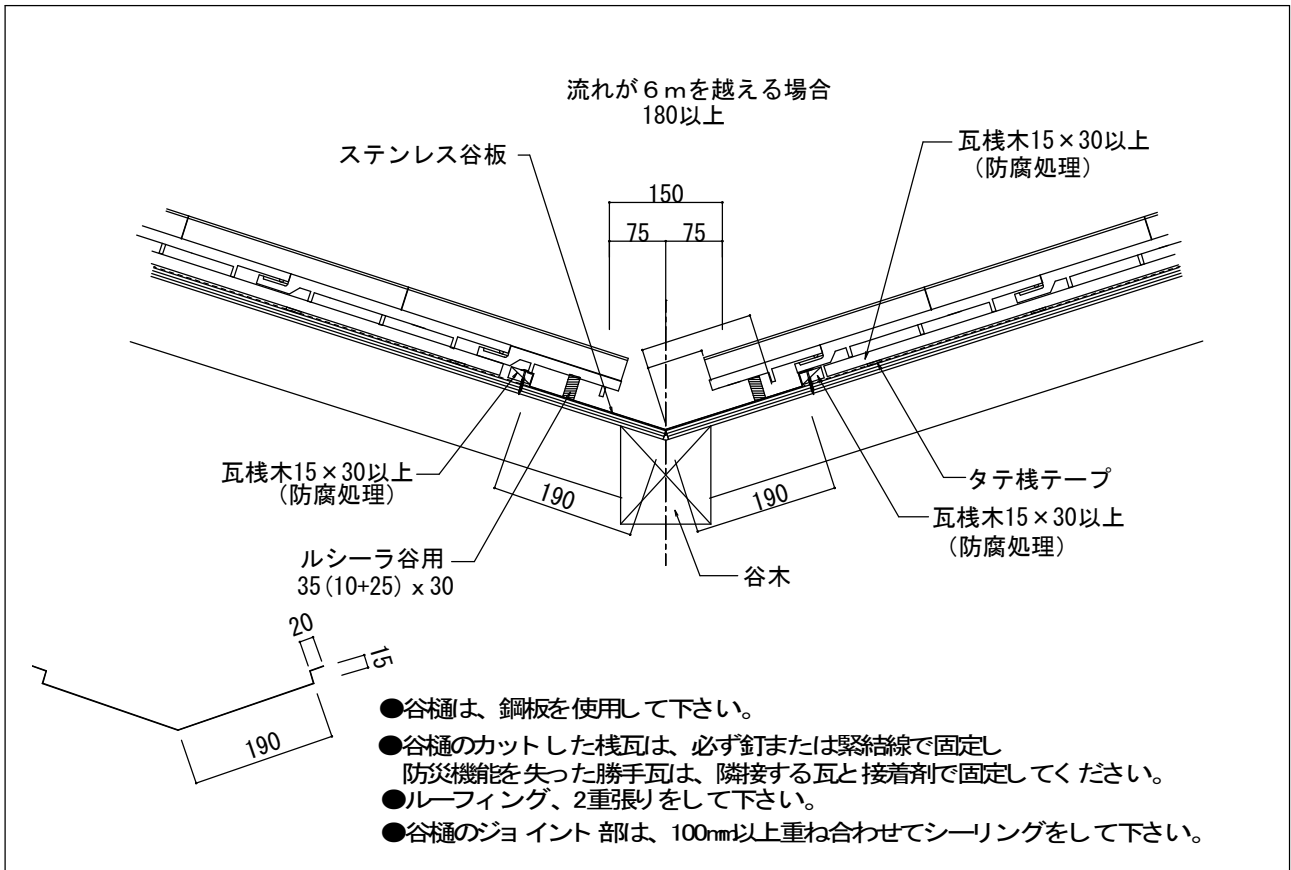 流れが６ｍを越える場合
180以上
ステンレス谷板
瓦桟木15×30以上
（防腐処理）
150
75
75
瓦桟木15×30以上
（防腐処理）
190
190
タテ桟テープ
瓦桟木15×30以上
（防腐処理）
ルシーラ谷用
35(10+25)ｘ30
谷木
20
15
190
●谷樋は、鋼板を使用して下さい。
●谷樋のカットした桟瓦は、必ず釘または緊結線で固定し
防災機能を失った勝手瓦は、隣接する瓦と接着剤で固定してください。
●ルーフィング、2重張りをして下さい。
●谷樋のジョイント部は、100mm以上重ね合わせてシーリングをして下さい。